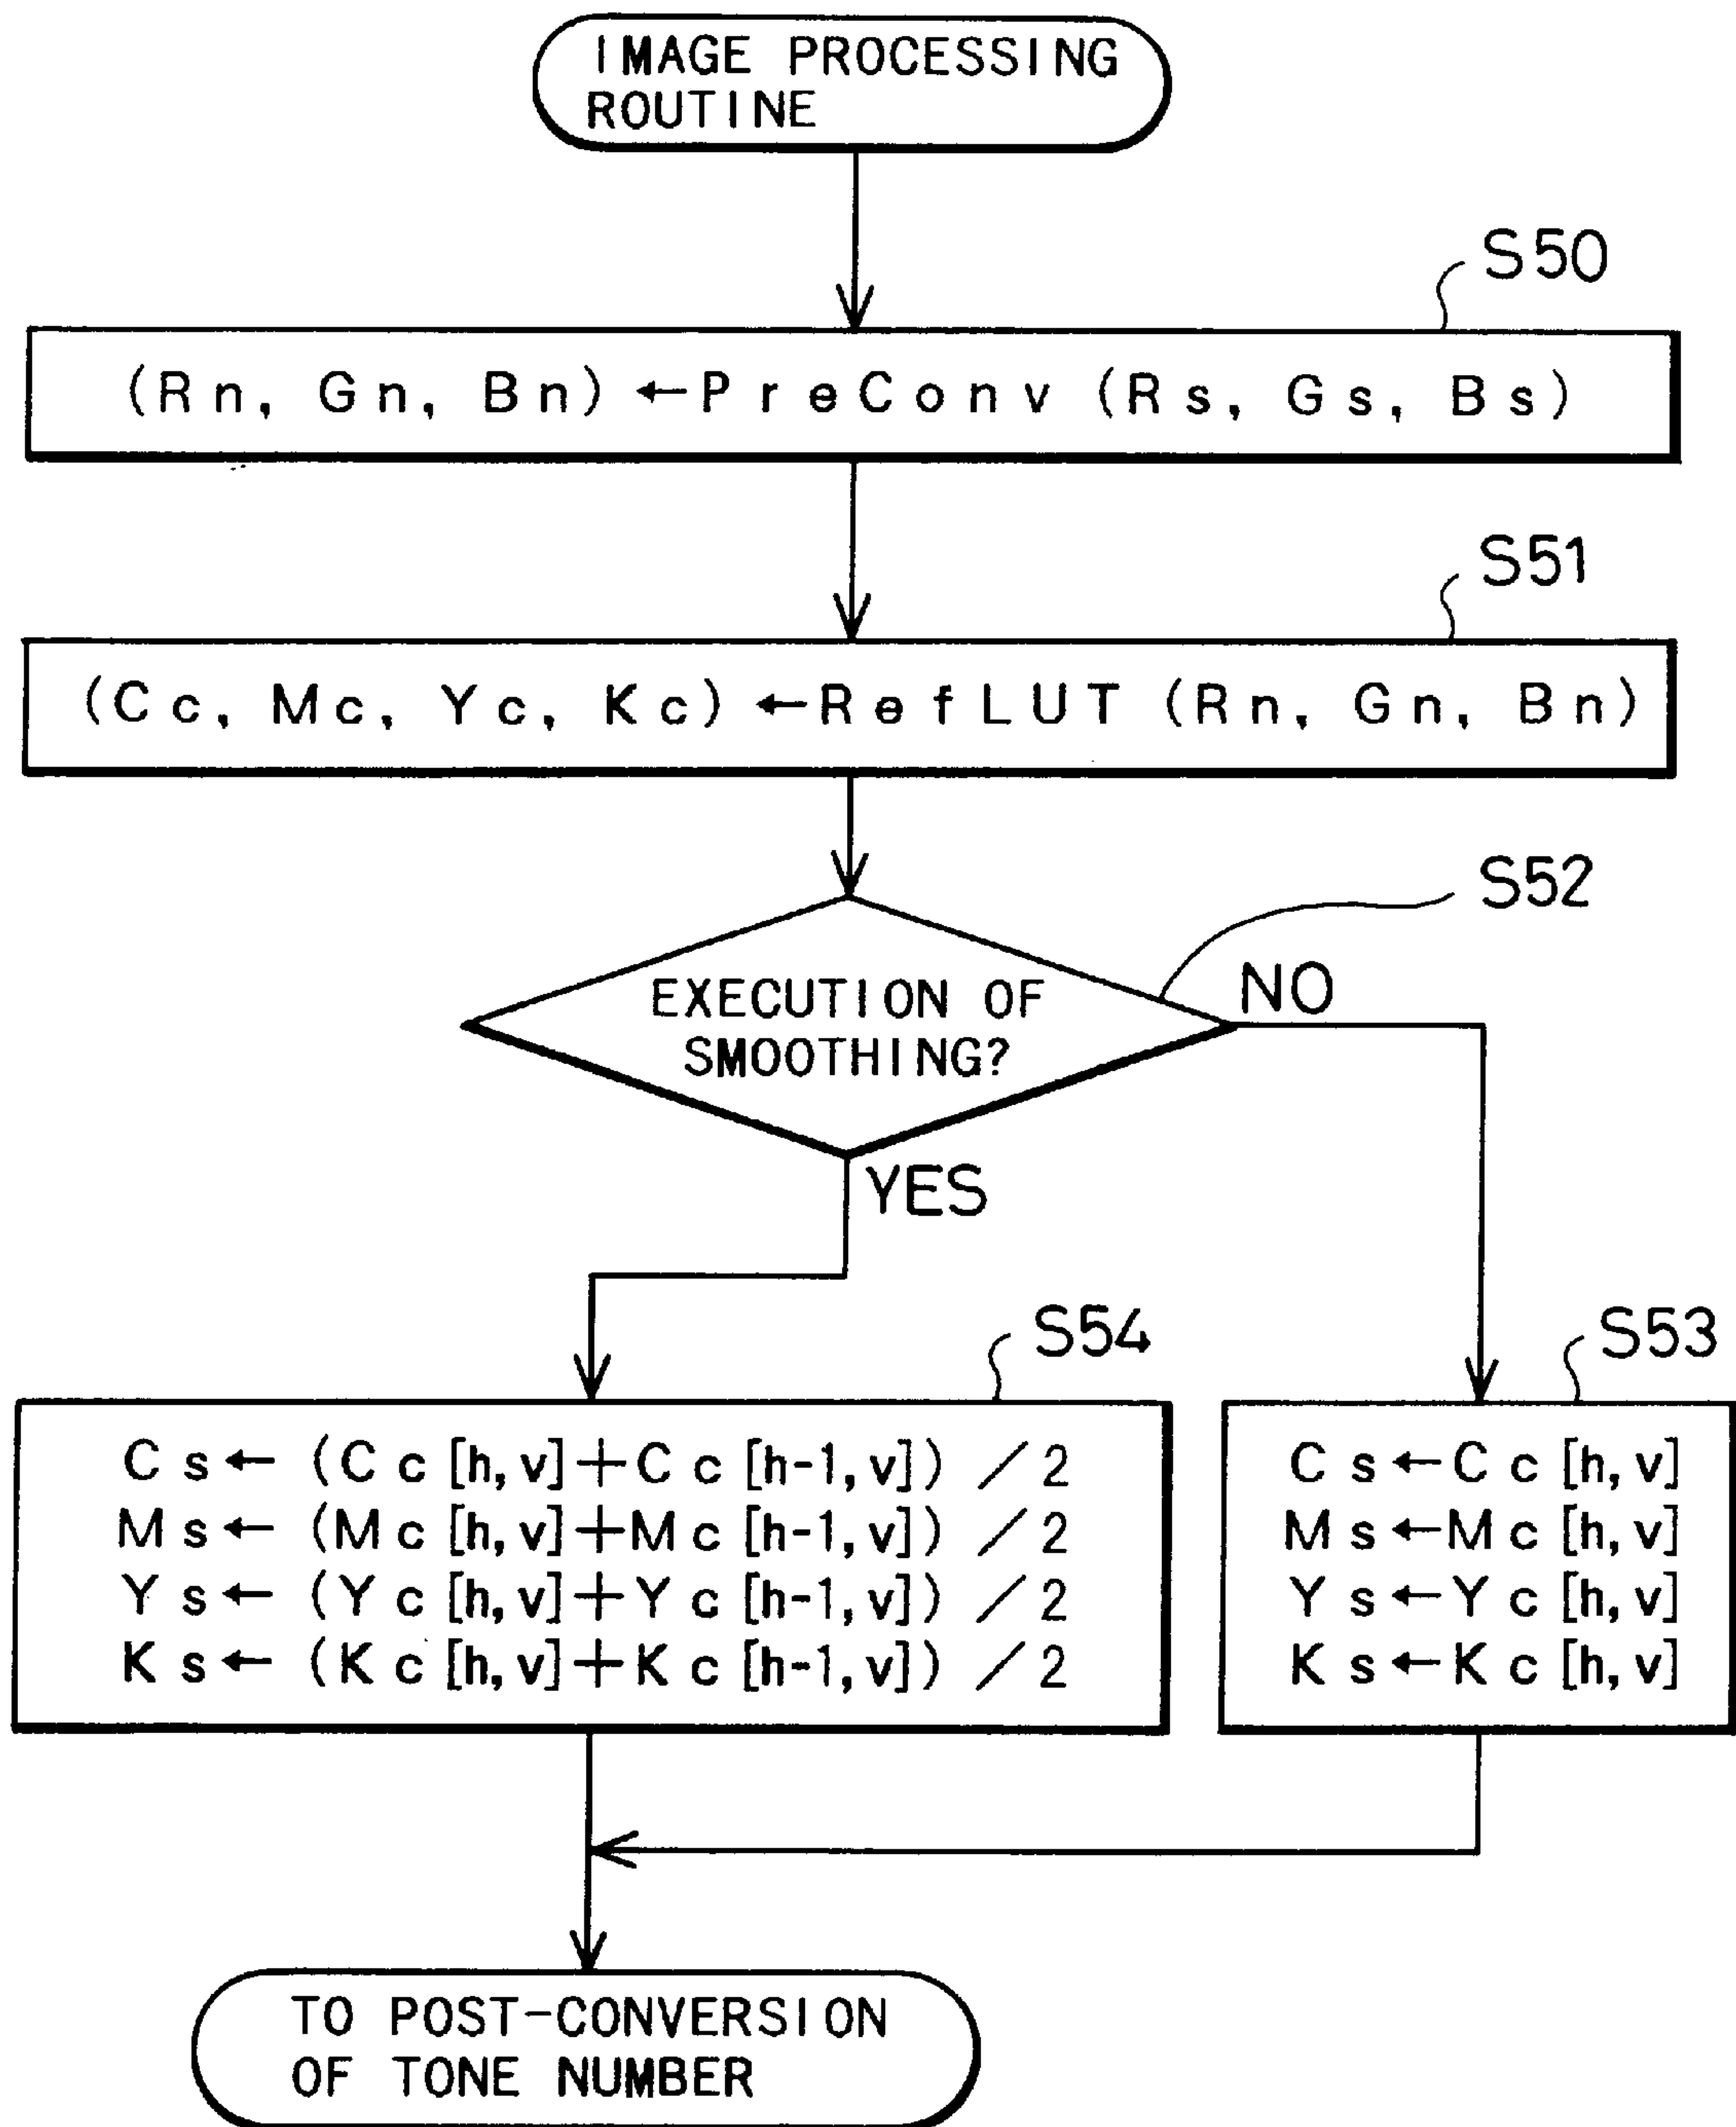 IMAGE PROCESSING
ROUTINE
S50
(Rn, Gn, Bn) ←PreConv (Rs, Gs, Bs)
S51
(Cc, Mc, Yc, Kc) ←RefLUT (Rn, Gn, Bn)
S52
EXECUTION OF
SMOOTHING?
NO
YES
S54
Cs← (Cc[h,v]+Cc[h-1,v]) /2
Ms← (Mc[h,v]+Mc[h-1,v]) /2
Ys← (Yc[h,v]+Yc[h-1,v]) /2
Ks← (Kc[h,v]+Kc[h-1,v]) /2
S53
Cs←Cc[h,v]
Ms←Mc[h,v]
Ys←Yc[h,v]
Ks←Kc[h,v]
TO POST-CONVERSION
OF TONE NUMBER